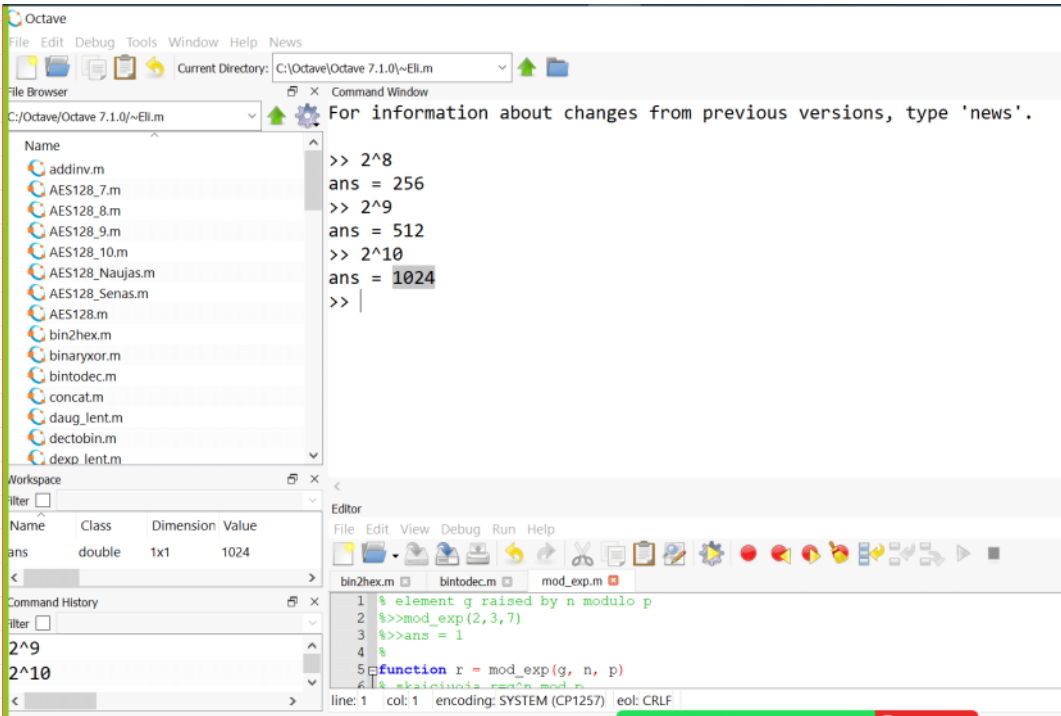 Octave
File Edit Debug Tools Window Help News
Current Directory: C:\Octave\Octave 7.1.0\~Eli.m
File Browser
C:/Octave/Octave 7.1.0/~Eli.m
Name
addinv.m
AES128_7.m
AES128_8.m
AES128_9.m
AES128_10.m
AES128_Naujas.m
AES128_Senas.m
AES128.m
bin2hex.m
binaryxor.m
bintodec.m
concat.m
daug_lent.m
dectobin.m
dexp_lent.m
Workspace
Filter
Name Class Dimension Value
ans double 1x1 1024
Command History
Filter
2^9
2^10
Command Window
For information about changes from previous versions, type 'news'.
>> 2^8
ans = 256
>> 2^9
ans = 512
>> 2^10
ans = 1024
>>
Editor
File Edit View Debug Run Help
bin2hex.m bintodec.m mod_exp.m
1 % element g raised by n modulo p
2 %>>mod_exp(2,3,7)
3 %>>ans = 1
4 %
5 function r = mod_exp(g, n, p)
6 % skaiciuoja r=g^n mod p
line: 1 col: 1 encoding: SYSTEM (CP1257) eol: CRLF